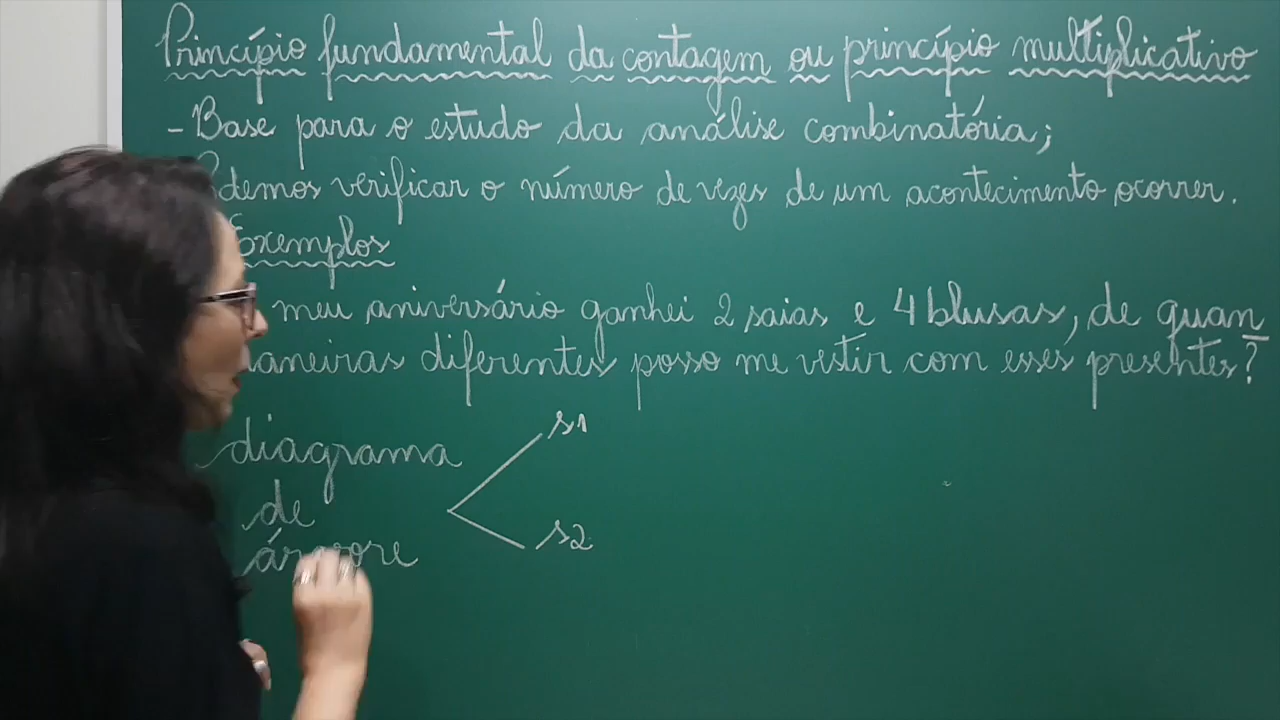 Princípio fundamental da contagem ou princípio multiplicativo
- Base para o estudo da análise combinatória;
verificar o número de vezes de um acontecimento ocorrer.
Exemplos
meu aniversário ganhei 2 saias e 4 blusas, de quan
diferentes posso me vestir com esses presentes?
diagrama
s1
de
s2